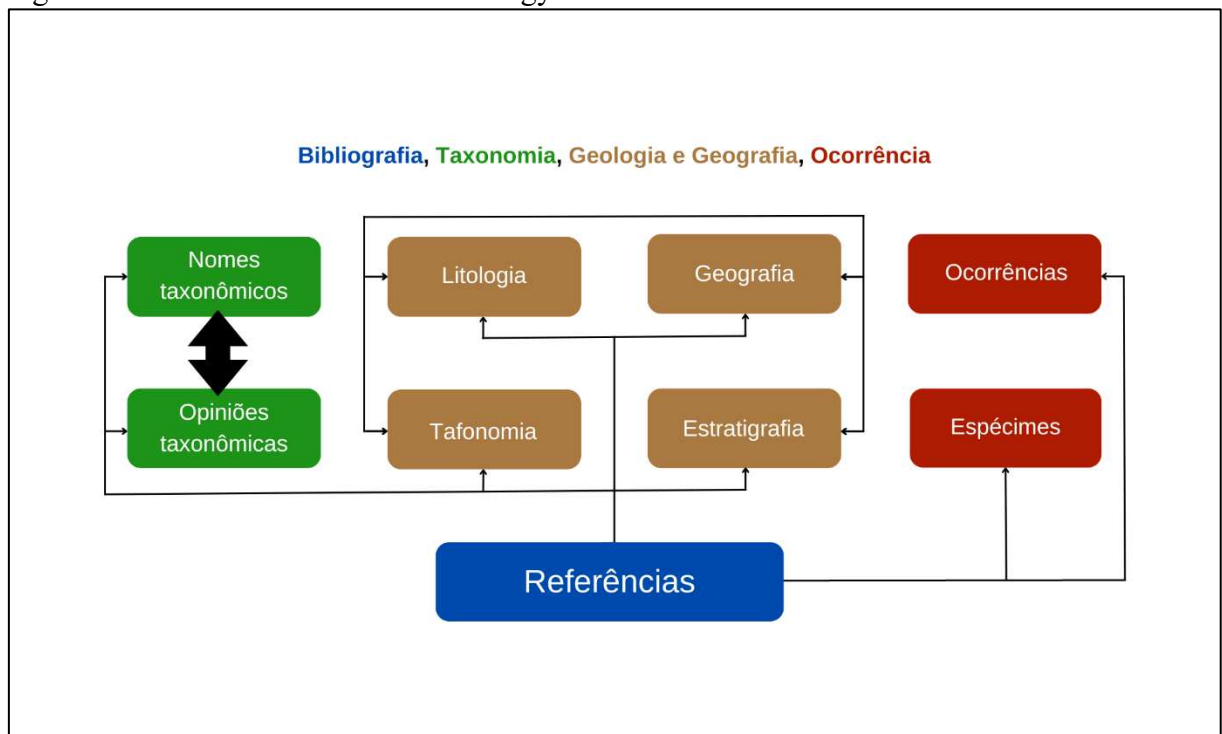 Bibliografia, Taxonomia, Geologia e Geografia, Ocorrência
Nomes
taxonômicos
Litologia
Geografia
Ocorrências
Opiniões
taxonômicas
Tafonomia
Estratigrafia
Espécimes
Referências